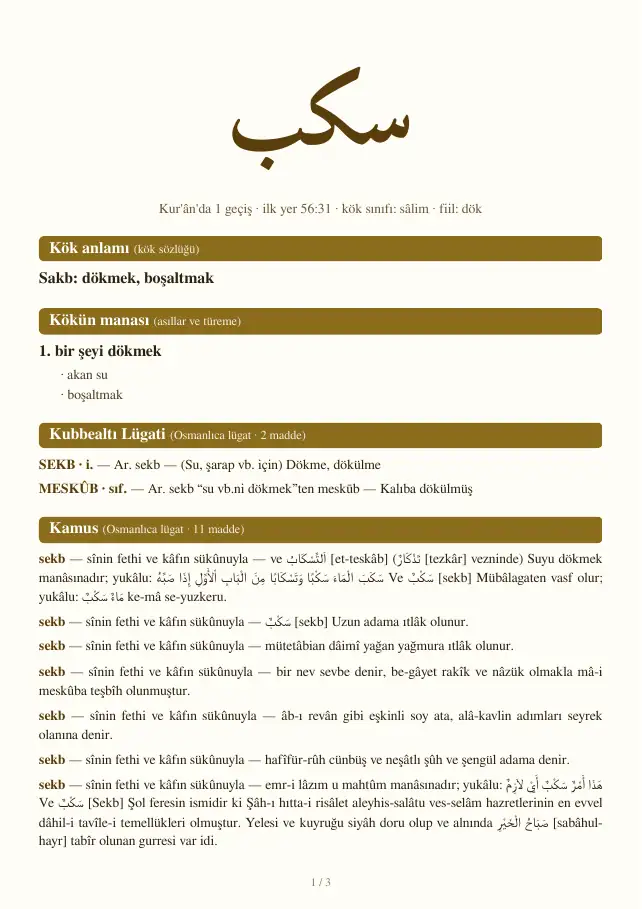 سكب
Kur'ân'da 1 geçiş · ilk yer 56:31 · kök sınıfı: sâlim · fiil: dök
Kök anlamı (kök sözlüğü)
Sakb: dökmek, boşaltmak
Kökün manası (asıllar ve türeme)
1. bir şeyi dökmek
· akan su
· boşaltmak
Kubbealtı Lügati (Osmanlıca lügat · 2 madde)
SEKB · i. — Ar. sekb — (Su, şarap vb. için) Dökme, dökülme
MESKÛB · sıf. — Ar. sekb “su vb.ni dökmek”ten mesküb — Kalıba dökülmüş
Kamus (Osmanlıca lügat · 11 madde)
sekb — sînin fethi ve kâfın sükûnuyla — ve اَلتَّسْكَابُ [et-teskâb] (تَذْكَارٌ [tezkâr] vezninde) Suyu dökmek
manâsınadır; yukâlu: سَكَبَ الْمَاءَ سَكْبًا وَتَسْكَابًا مِنَ الْبَابِ الْأَوَّلِ إِذَا صَبَّهُ Ve سَكْبٌ [sekb] Mübâlagaten vasf olur;
yukâlu: مَاءٌ سَكْبٌ ke-mâ se-yuzkeru.
sekb — sînin fethi ve kâfın sükûnuyla — سَكْبٌ [sekb] Uzun adama ıtlâk olunur.
sekb — sînin fethi ve kâfın sükûnuyla — mütetâbian dâimî yağan yağmura ıtlâk olunur.
sekb — sînin fethi ve kâfın sükûnuyla — bir nev sevbe denir, be-gâyet rakîk ve nâzük olmakla mâ-i
meskûba teşbîh olunmuştur.
sekb — sînin fethi ve kâfın sükûnuyla — âb-ı revân gibi eşkinli soy ata, alâ-kavlin adımları seyrek
olanına denir.
sekb — sînin fethi ve kâfın sükûnuyla — hafîfür-rûh cünbüş ve neşâtlı şûh ve şengül adama denir.
sekb — sînin fethi ve kâfın sükûnuyla — emr-i lâzım u mahtûm manâsınadır; yukâlu: هَذَا أَمْرٌ سَكْبٌ أَيْ لَازِمٌ
Ve سَكْبٌ [Sekb] Şol feresin ismidir ki Şâh-ı hıtta-i risâlet aleyhis-salâtu ves-selâm hazretlerinin en evvel
dâhil-i tavîle-i temellükleri olmuştur. Yelesi ve kuyruğu siyâh doru olup ve alnında صَبَاحُ الْخَيْرِ [sabâhul-
hayr] tabîr olunan gurresi var idi.
1 / 3